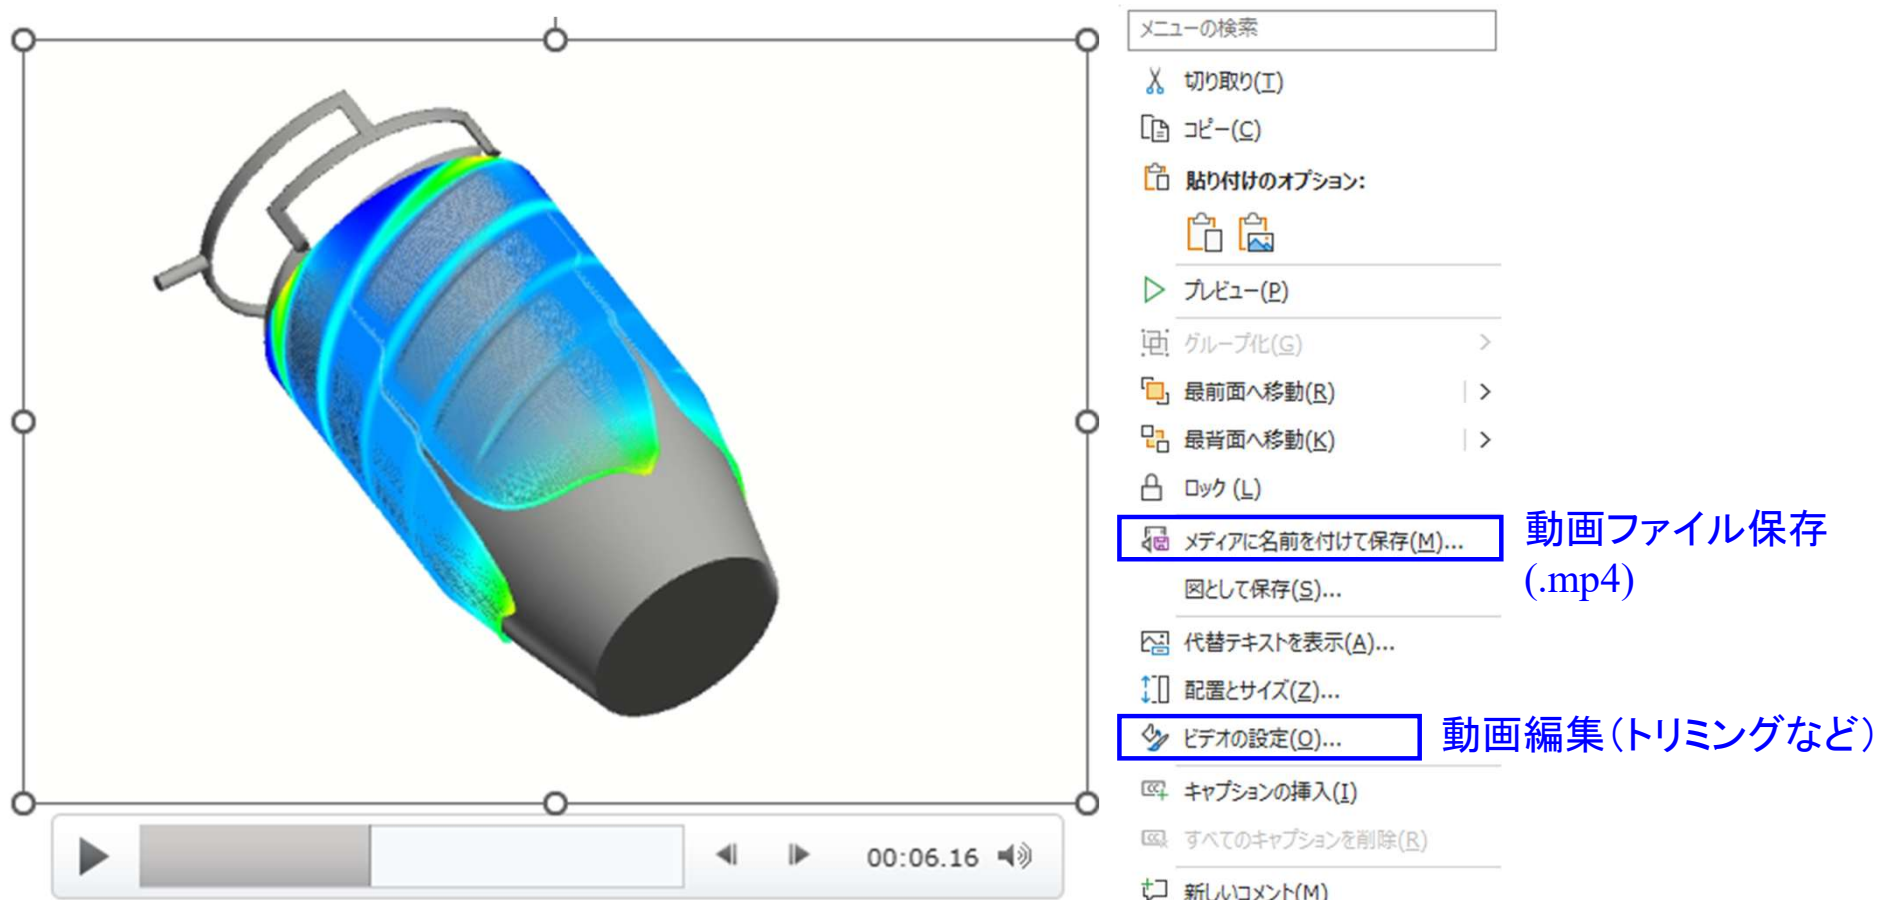 メニューの検索
切り取り(T)
コピー(C)
貼り付けのオプション:
プレビュー(P)
グループ化(G)
最前面へ移動(R)
最背面へ移動(K)
ロック (L)
メディアに名前を付けて保存(M)...
動画ファイル保存
(.mp4)
図として保存(S)...
代替テキストを表示(A)...
配置とサイズ(Z)...
ビデオの設定(O)...
動画編集(トリミングなど)
キャプションの挿入(I)
すべてのキャプションを削除(R)
新しいコメント(M)
00:06.16